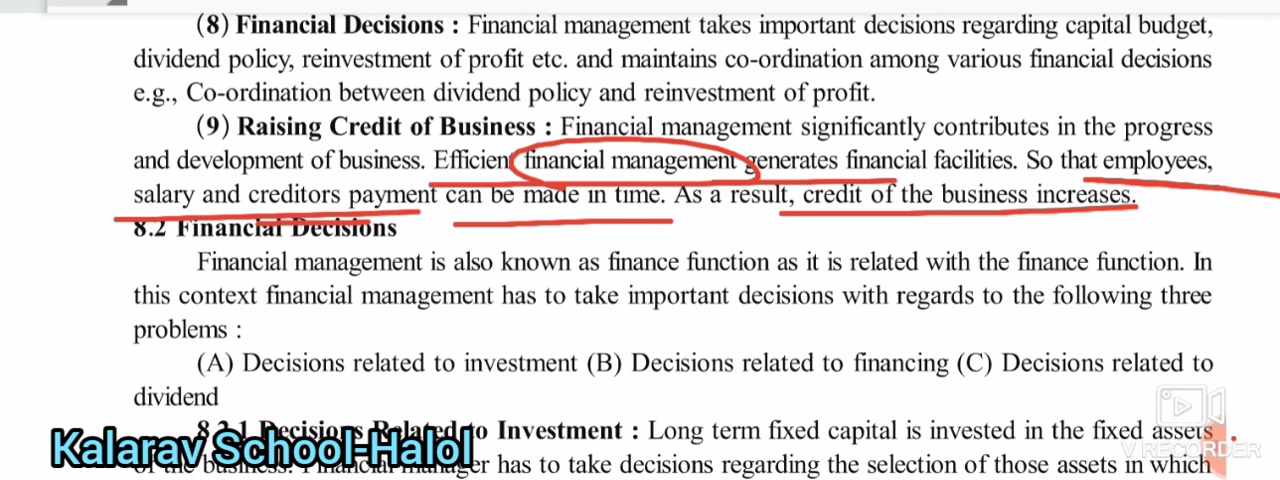 (8) Financial Decisions : Financial management takes important decisions regarding capital budget,
dividend policy, reinvestment of profit etc. and maintains co-ordination among various financial decisions
e.g., Co-ordination between dividend policy and reinvestment of profit.
(9) Raising Credit of Business : Financial management significantly contributes in the progress
and development of business. Efficient financial management generates financial facilities. So that employees,
salary and creditors payment can be made in time. As a result, credit of the business increases.
8.2 Financial Decisions
Financial management is also known as finance function as it is related with the finance function. In
this context financial management has to take important decisions with regards to the following three
problems :
(A) Decisions related to investment (B) Decisions related to financing (C) Decisions related to
dividend
8.2.1 Decisions Related to Investment : Long term fixed capital is invested in the fixed assets
Kalarav School-Halol
V RECORDER
of the business. Financial manager has to take decisions regarding the selection of those assets in which